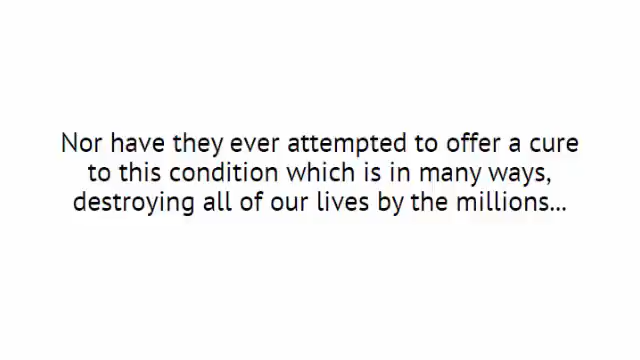 Nor have they ever attempted to offer a cure
to this condition which is in many ways,
destroying all of our lives by the millions...